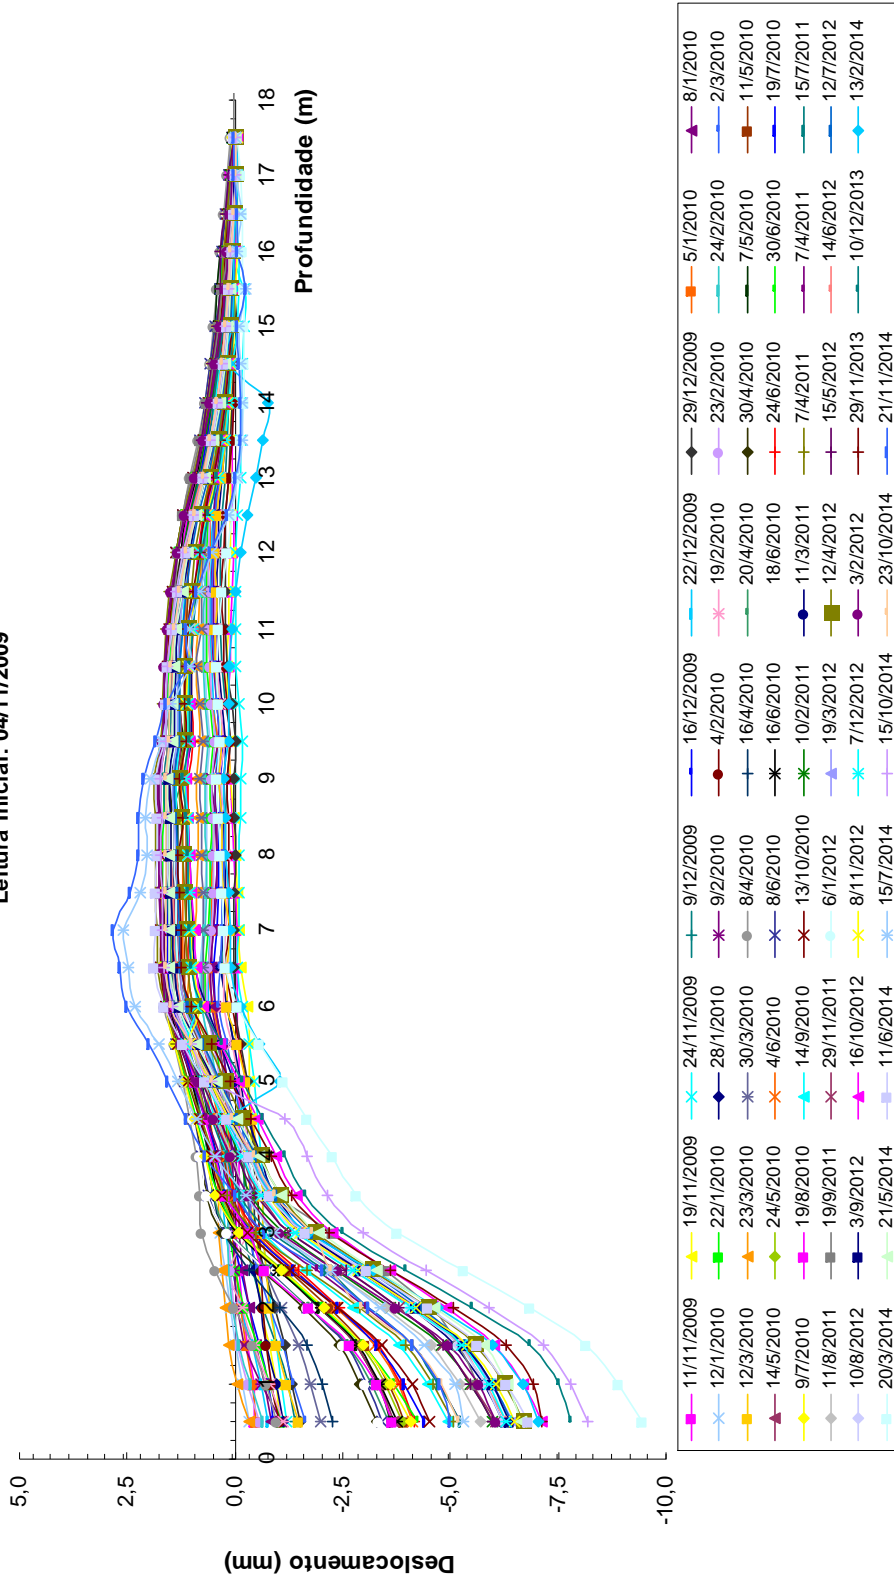 Leitura Inicial: 04/11/2009
Deslocamento (mm)
5,0
2,5
0,0
-2,5
-5,0
-7,5
-10,0
0 1 2 3 4 5 6 7 8 9 10 11 12 13 14 15 16 17 18
Profundidade (m)
11/11/2009 19/11/2009 24/11/2009 9/12/2009 16/12/2009 22/12/2009 29/12/2009 5/1/2010 8/1/2010
12/1/2010 22/1/2010 28/1/2010 9/2/2010 4/2/2010 19/2/2010 23/2/2010 24/2/2010 2/3/2010
12/3/2010 23/3/2010 30/3/2010 8/4/2010 16/4/2010 20/4/2010 30/4/2010 7/5/2010 11/5/2010
14/5/2010 24/5/2010 4/6/2010 8/6/2010 16/6/2010 18/6/2010 24/6/2010 30/6/2010 19/7/2010
9/7/2010 19/8/2010 14/9/2010 13/10/2010 10/2/2011 11/3/2011 7/4/2011 7/4/2011 15/7/2011
11/8/2011 19/9/2011 29/11/2011 6/1/2012 19/3/2012 12/4/2012 15/5/2012 14/6/2012 12/7/2012
10/8/2012 3/9/2012 16/10/2012 8/11/2012 7/12/2012 3/2/2012 29/11/2013 10/12/2013 13/2/2014
20/3/2014 21/5/2014 11/6/2014 15/7/2014 15/10/2014 23/10/2014 21/11/2014